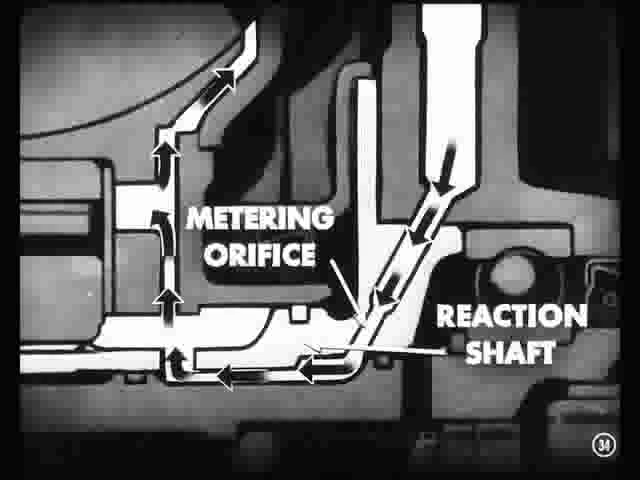 METERING
ORIFICE
REACTION
SHAFT
34